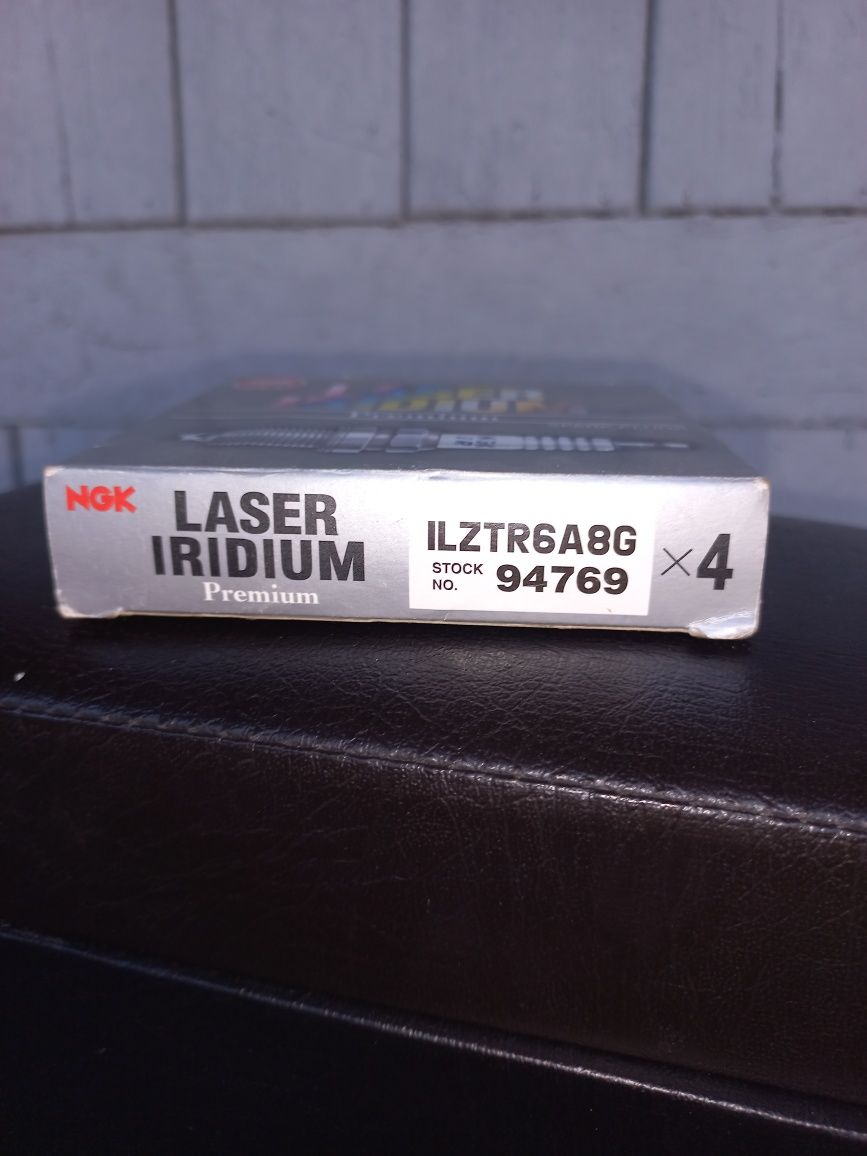 NGK
LASER
IRIDIUM
Premium
ILZTR6A8G
STOCK
NO. 94769
×4